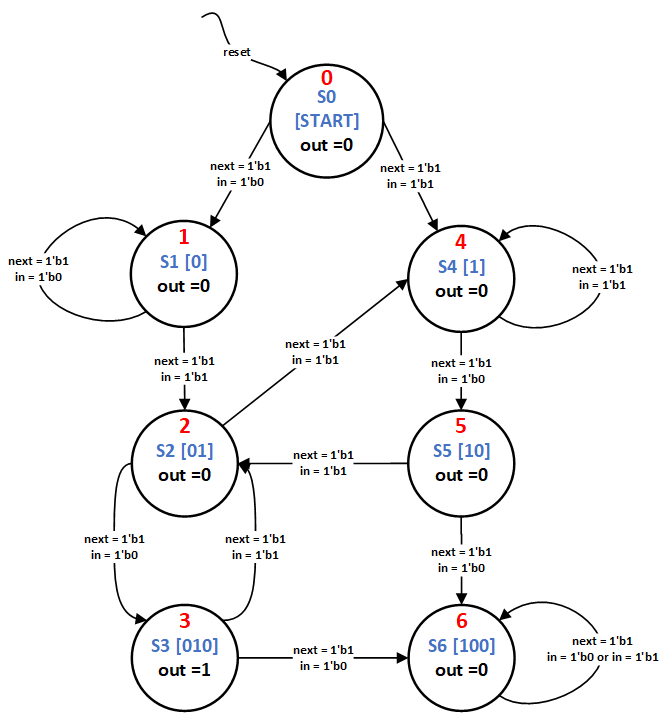 reset
0
S0
[START]
out =0
next = 1'b1
in = 1'b0
next = 1'b1
in = 1'b1
1
S1 [0]
out =0
next = 1'b1
in = 1'b0
4
S4 [1]
out =0
next = 1'b1
in = 1'b1
next = 1'b1
in = 1'b1
next = 1'b1
in = 1'b1
next = 1'b1
in = 1'b0
2
S2 [01]
out =0
next = 1'b1
in = 1'b1
5
S5 [10]
out =0
next = 1'b1
in = 1'b0
next = 1'b1
in = 1'b1
next = 1'b1
in = 1'b0
3
S3 [010]
out =1
next = 1'b1
in = 1'b0
6
S6 [100]
out =0
next = 1'b1
in = 1'b0 or in = 1'b1